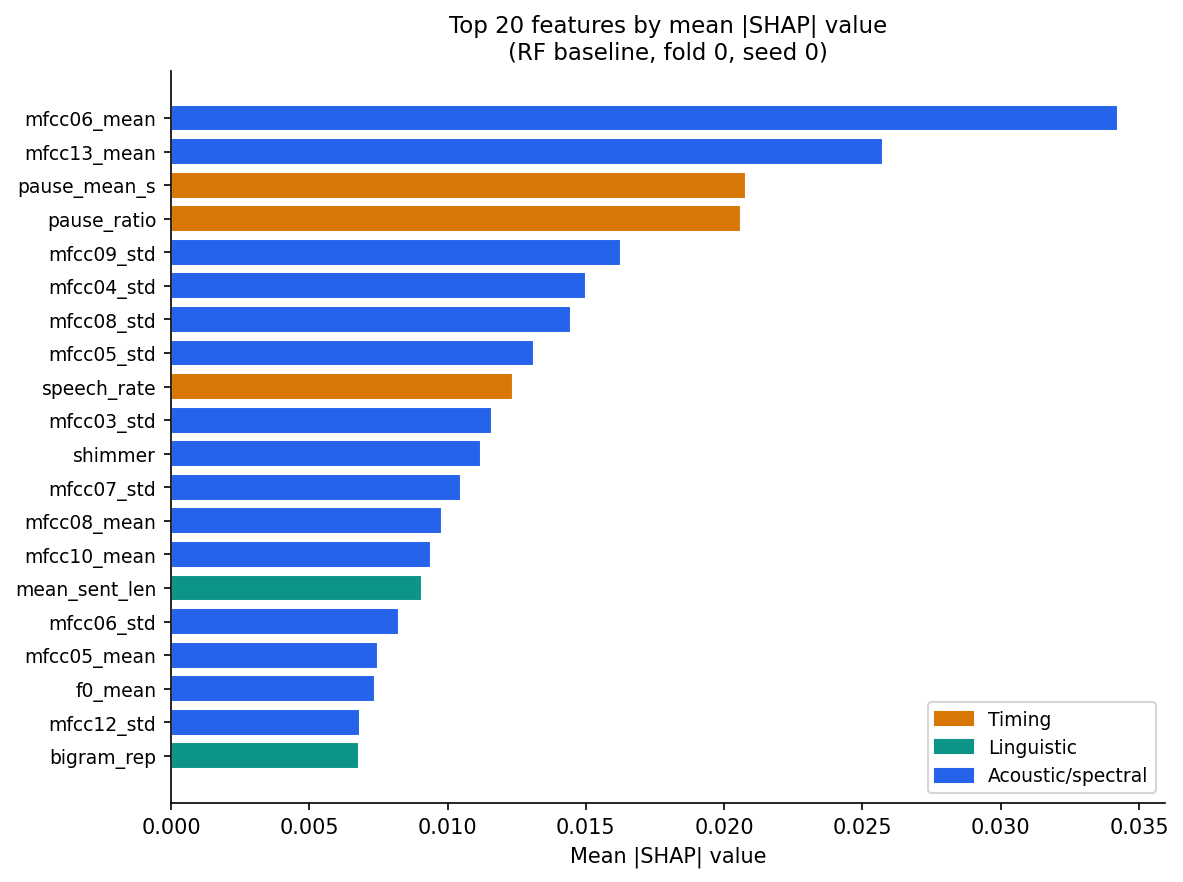 Top 20 features by mean |SHAP| value
(RF baseline, fold 0, seed 0)
mfcc06_mean
mfcc13_mean
pause_mean_s
pause_ratio
mfcc09_std
mfcc04_std
mfcc08_std
mfcc05_std
speech_rate
mfcc03_std
shimmer
mfcc07_std
mfcc08_mean
mfcc10_mean
mean_sent_len
mfcc06_std
mfcc05_mean
f0_mean
mfcc12_std
bigram_rep
Timing
Linguistic
Acoustic/spectral
0.000 0.005 0.010 0.015 0.020 0.025 0.030 0.035
Mean |SHAP| value